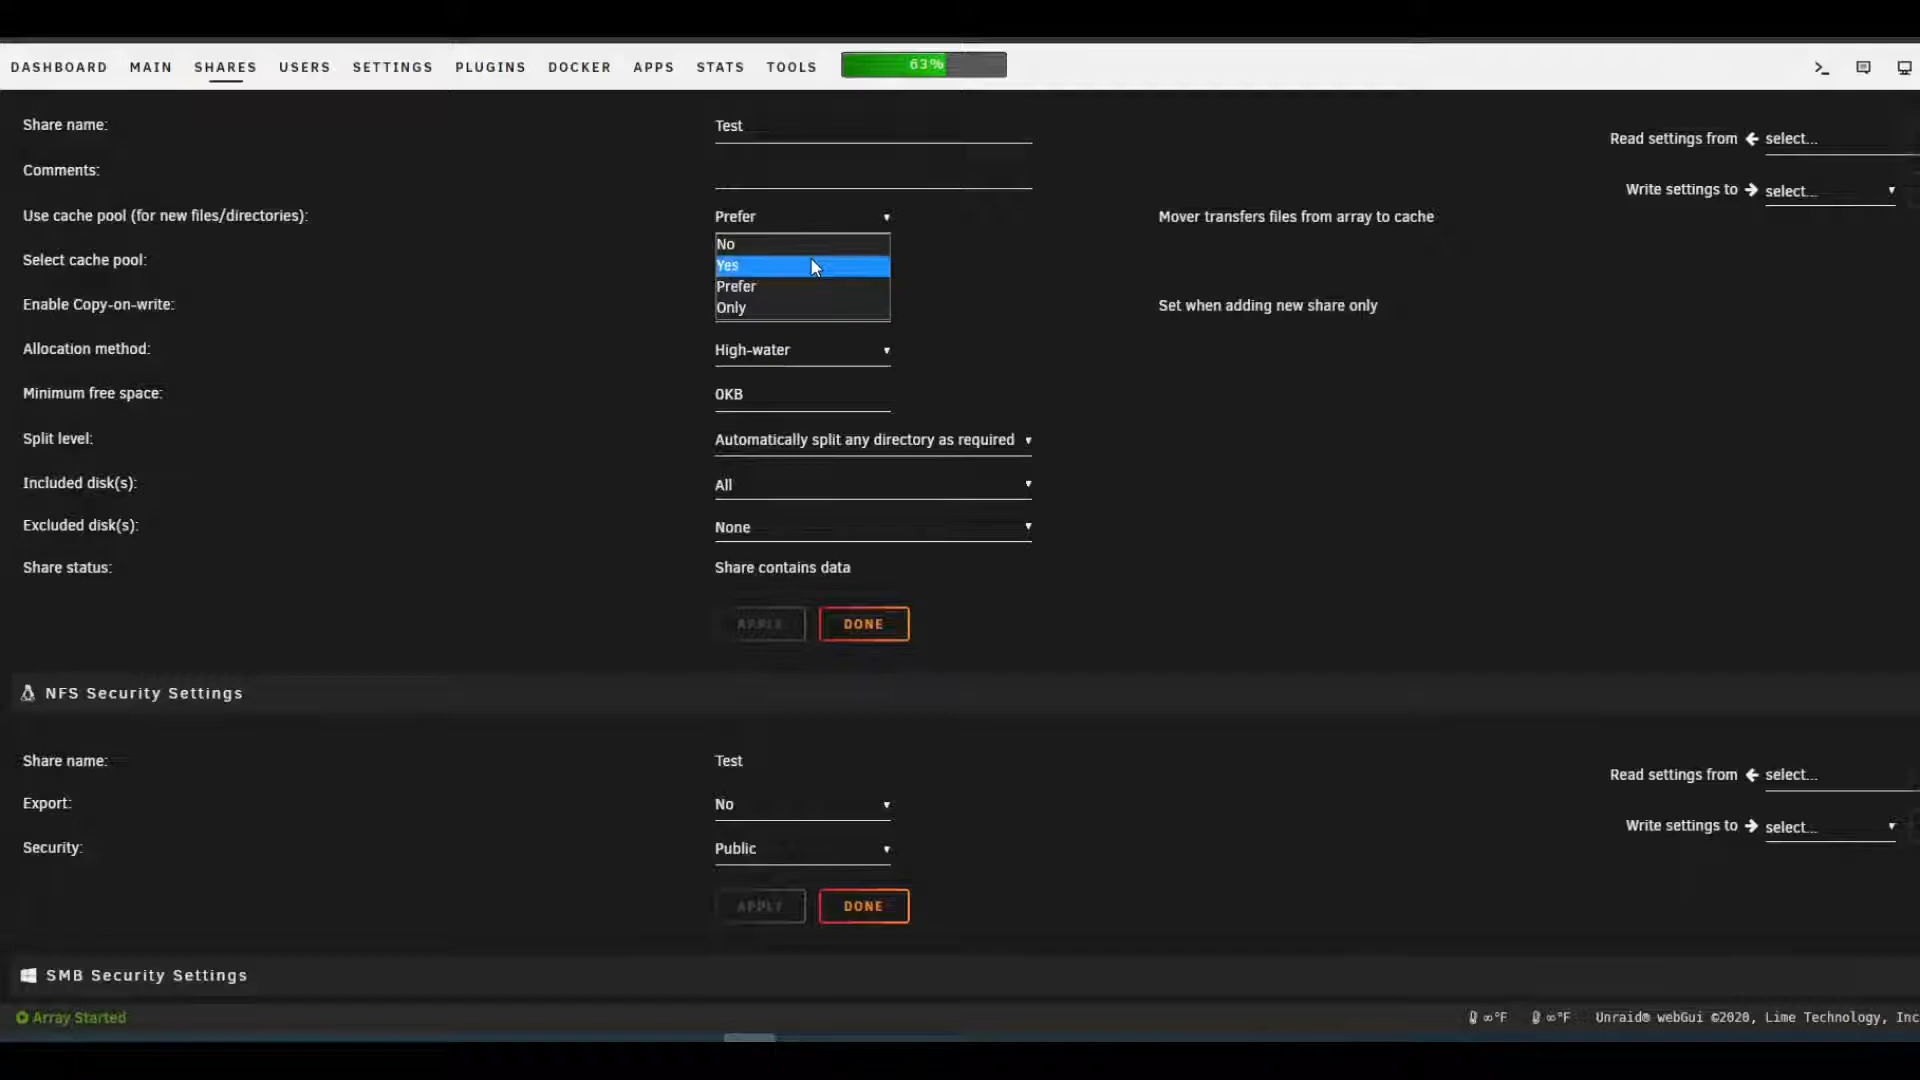 DASHBOARD MAIN SHARES USERS SETTINGS PLUGINS DOCKER APPS STATS TOOLS 63%
Share name: Test
Read settings from select...
Comments:
Write settings to select...
Use cache pool (for new files/directories): Prefer Mover transfers files from array to cache
No
Select cache pool:
Yes
Prefer
Enable Copy-on-write: Set when adding new share only
Only
Allocation method: High-water
Minimum free space: 0KB
Split level: Automatically split any directory as required
Included disk(s): All
Excluded disk(s): None
Share status: Share contains data
APPLY DONE
NFS Security Settings
Share name: Test
Read settings from select...
Export: No
Write settings to select...
Security: Public
APPLY DONE
SMB Security Settings
Array Started ∞°F ∞°F Unraid® webGui ©2020, Lime Technology, Inc